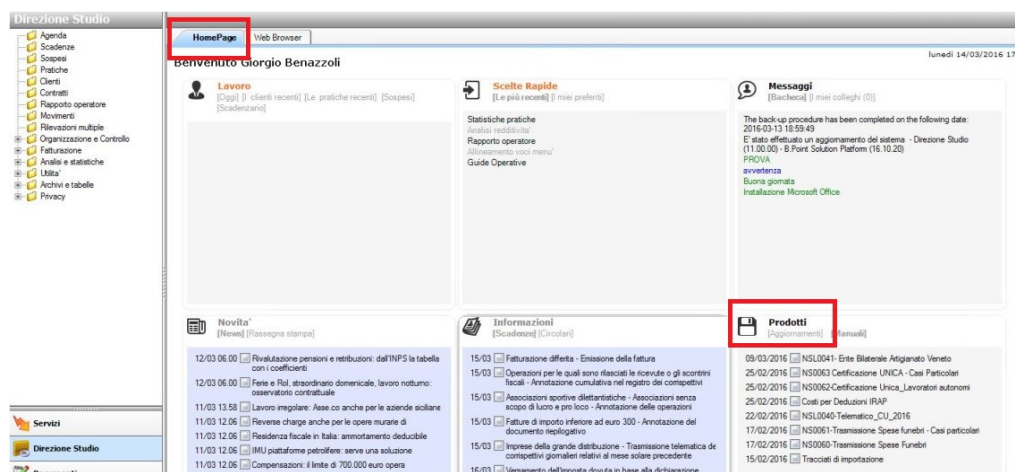 Direzione Studio
Agenda
Scadenze
Sospesi
Pratiche
Clienti
Contratti
Rapporto operatore
Movimenti
Rilevazioni multiple
Organizzazione e Controllo
Fatturazione
Analisi e statistiche
Utilita'
Archivi e tabelle
Privacy
Servizi
Direzione Studio
HomePage Web Browser
Benvenuto Giorgio Benazzoli
lunedì 14/03/2016 17
Lavoro
[Oggi] [I clienti recenti] [Le pratiche recenti] [Sospesi]
[Scadenzario]
Scelte Rapide
[Le più recenti] [I miei preferiti]
Statistiche pratiche
Analisi redditivita'
Rapporto operatore
Allineamento voci menu'
Guide Operative
Messaggi
[Bacheca] [I miei colleghi (0)]
The back-up procedure has been completed on the following date:
2016-03-13 18:59:49
E' stato effettuato un aggiornamento del sistema - Direzione Studio
(11.00.00) - B.Point Solution Platform (16.10.20)
PROVA
avvertenza
Buona giornata
Installazione Microsoft Office
Novita'
[News] [Rassegna stampa]
12/03 06.00 Rivalutazione pensioni e retribuzioni: dall'INPS la tabella
con i coefficienti
12/03 06.00 Ferie e Rol, straordinario domenicale, lavoro notturno:
osservatorio contrattuale
11/03 13.58 Lavoro irregolare: Asse.co anche per le aziende siciliane
11/03 12.06 Reverse charge anche per le opere murarie di
11/03 12.06 Residenza fiscale in Italia: ammortamento deducibile
11/03 12.06 IMU piattaforme petrolifere: serve una soluzione
11/03 12.06 Compensazioni: il limite di 700.000 euro opera
Informazioni
[Scadenze] [Circolari]
15/03 Fatturazione differita - Emissione della fattura
15/03 Operazioni per le quali sono rilasciati le ricevute o gli scontrini
fiscali - Annotazione cumulativa nel registro dei corrispettivi
15/03 Associazioni sportive dilettantistiche - Associazioni senza
scopo di lucro e pro loco - Annotazione delle operazioni
15/03 Fatture di importo inferiore ad euro 300 - Annotazione del
documento riepilogativo
15/03 Imprese della grande distribuzione - Trasmissione telematica de
corrispettivi giornalieri relativi al mese solare precedente
16/03 Versamento dell'imposta dovuta in base alla dichiarazione
Prodotti
[Aggiornamenti] [Manuali]
09/03/2016 NSL0041- Ente Bilaterale Artigianato Veneto
25/02/2016 NS0063 Certificazione UNICA - Casi Particolari
25/02/2016 NS0062-Certificazione Unica_Lavoratori autonomi
25/02/2016 Costi per Deduzioni IRAP
22/02/2016 NSL0040-Telematico_CU_2016
17/02/2016 NS0061-Trasmissione Spese funebri - Casi particolari
17/02/2016 NS0060-Trasmissione Spese Funebri
15/02/2016 Tracciati di importazione